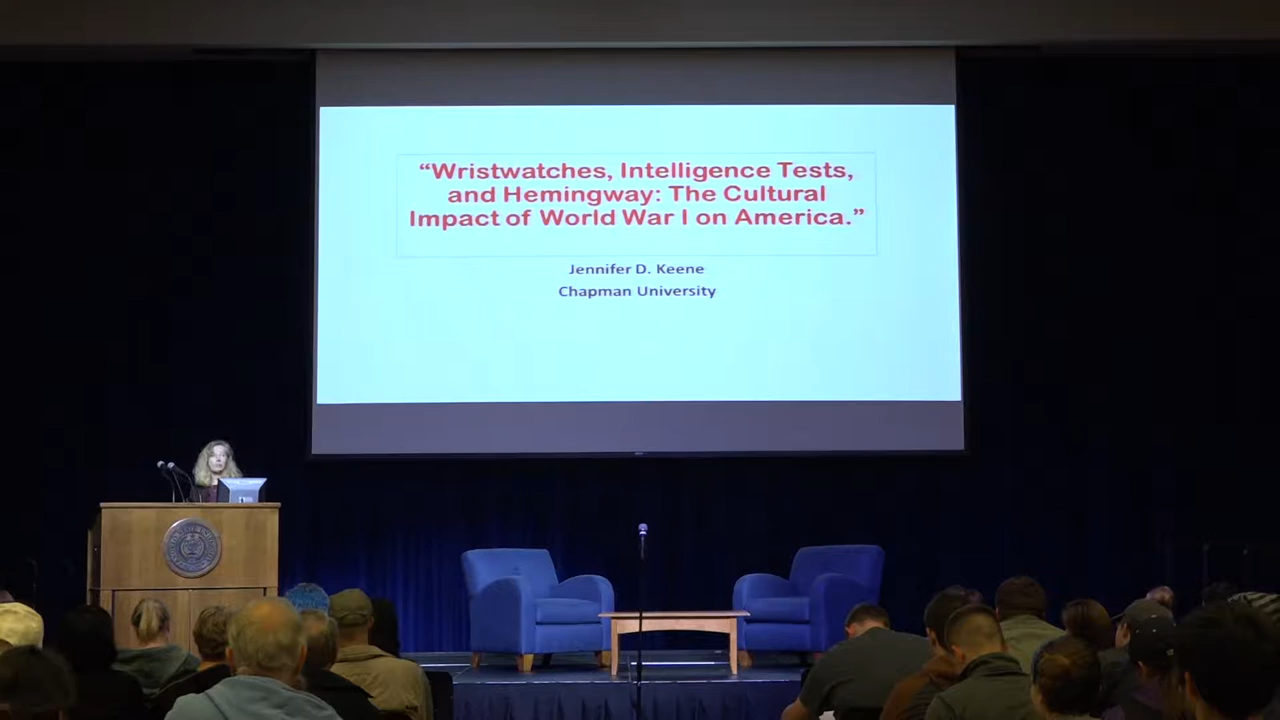 “Wristwatches, Intelligence Tests,
and Hemingway: The Cultural
Impact of World War I on America.”
Jennifer D. Keene
Chapman University